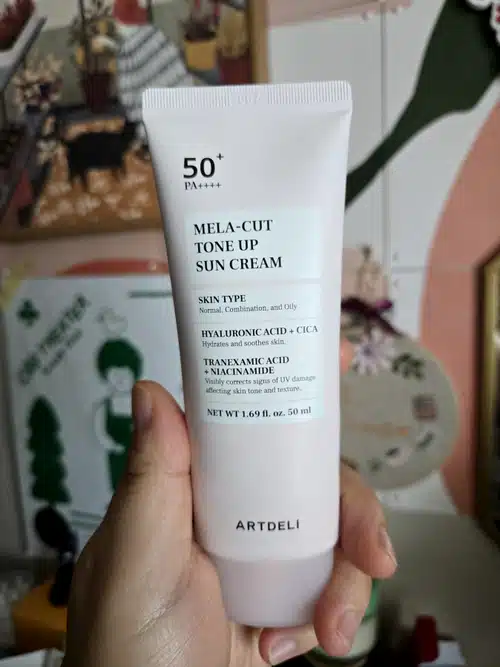 50+
PA++++
MELA-CUT
TONE UP
SUN CREAM
SKIN TYPE
Normal, Combination, and Oily
HYALURONIC ACID + CICA
Hydrates and soothes skin.
TRANEXAMIC ACID
+ NIACINAMIDE
Visibly corrects signs of UV damage
affecting skin tone and texture.
NET WT 1.69 fl. oz. 50 ml
ARTDELI